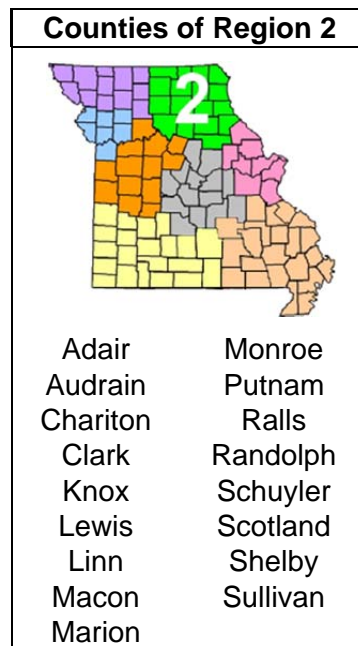 Counties of Region 2
2
Adair Monroe
Audrain Putnam
Chariton Ralls
Clark Randolph
Knox Schuyler
Lewis Scotland
Linn Shelby
Macon Sullivan
Marion